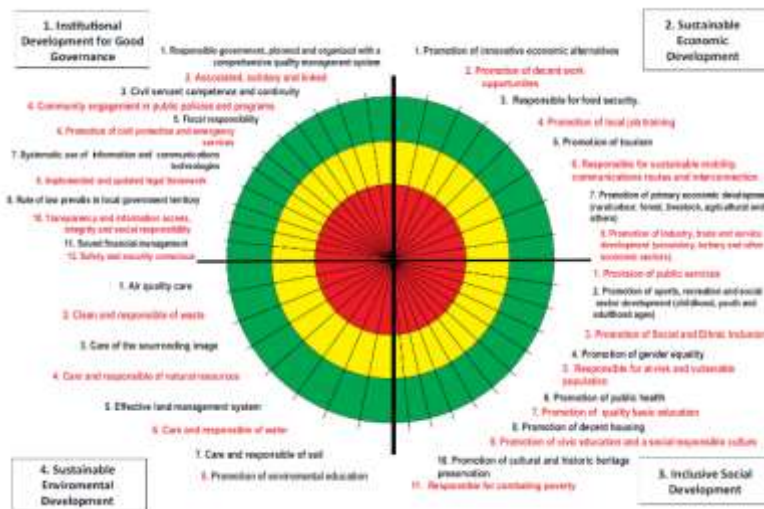 1. Institutional
Development for Good
Governance
1. Responsible government, planned and organized with a
comprehensive quality management system
2. Associated, solidary and linked
3. Civil servant competence and continuity
4. Community engagement in public policies and programs
5. Fiscal responsibility
6. Promotion of civil protection and emergency
services
7. Systematic use of information and communications
technologies
8. Implemented and updated legal framework
9. Rule of law prevails in local government territory
10. Transparency and information access,
integrity and social responsibility
11. Sound financial management
12. Safety and security conscious
2. Sustainable
Economic
Development
1. Promotion of innovative economic alternatives
2. Promotion of decent work
opportunities
3. Responsible for food security.
4. Promotion of local job training
5. Promotion of tourism
6. Responsible for sustainable mobility
communications routes and interconnection
7. Promotion of primary economic development
forest, livestock, agricultural and
others)
8. Promotion of industry, trade and service
development (secondary, tertiary and other
economic sectors)
1. Provision of public services
2. Promotion of sports, recreation and social
sector development (childhood, youth and
adulthood ages)
3. Promotion of Social and Ethnic Inclusion
4. Promotion of gender equality
5. Responsible for at-risk and vulnerable
population
6. Promotion of public health
7. Promotion of quality basic education
8. Promotion of decent housing
9. Promotion of civic education and a social responsible culture
10. Promotion of cultural and historic heritage
preservation
11. Responsible for combating poverty
3. Inclusive Social
Development
1. Air quality care
2. Clean and responsible of waste
3. Care of the sourronding image
4. Care and responsible of natural resources
5. Effective land management system
6. Care and responsible of water
7. Care and responsible of soil
8. Promotion of enviromental education
4. Sustainable
Enviromental
Development